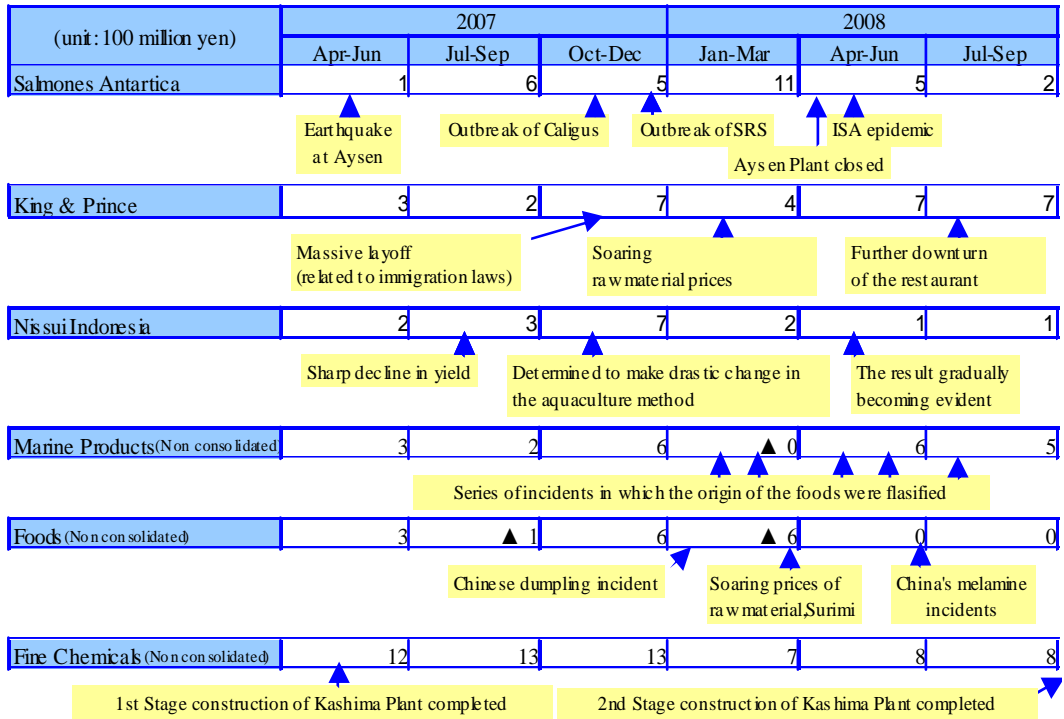 (unit: 100 million yen)
2007 2008
Apr-Jun Jul-Sep Oct-Dec Jan-Mar Apr-Jun Jul-Sep
Salmones Antartica 1 6 5 11 5 2
Earthquake
at Aysen
Outbreak of Caligus
Outbreak of SRS
ISA epidemic
Aysen Plant closed
King & Prince 3 2 7 4 7 7
Massive layoff
(related to immigration laws)
Soaring
raw material prices
Further downturn
of the restaurant
Nissui Indonesia 2 3 7 2 1 1
Sharp decline in yield
Determined to make drastic change in
the aquaculture method
The result gradually
becoming evident
Marine Products (Non consolidated) 3 2 6 ▲ 0 6 5
Series of incidents in which the origin of the foods were flasified
Foods (Non consolidated) 3 ▲ 1 6 ▲ 6 0 0
Chinese dumpling incident
Soaring prices of
raw material,Surimi
China's melamine
incidents
Fine Chemicals (Non consolidated) 12 13 13 7 8 8
1st Stage construction of Kashima Plant completed
2nd Stage construction of Kashima Plant completed